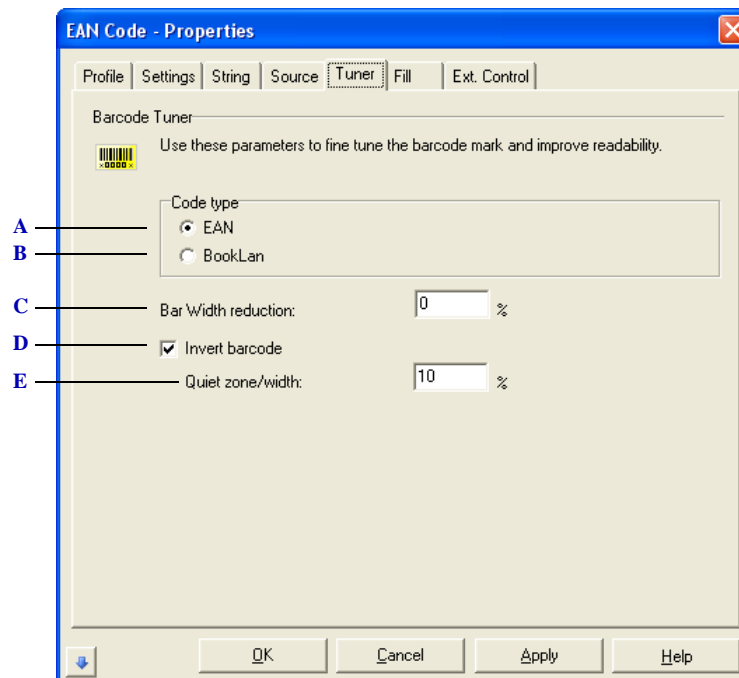 EAN Code - Properties
Profile Settings String Source Tuner Fill Ext. Control
Barcode Tuner
Use these parameters to fine tune the barcode mark and improve readability.
Code type
A EAN
B BookLan
C Bar Width reduction: 0 %
D Invert barcode
E Quiet zone/width: 10 %
OK Cancel Apply Help